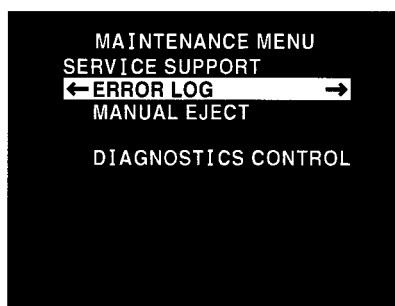 MAINTENANCE MENU
SERVICE SUPPORT
←ERROR LOG →
MANUAL EJECT
DIAGNOSTICS CONTROL